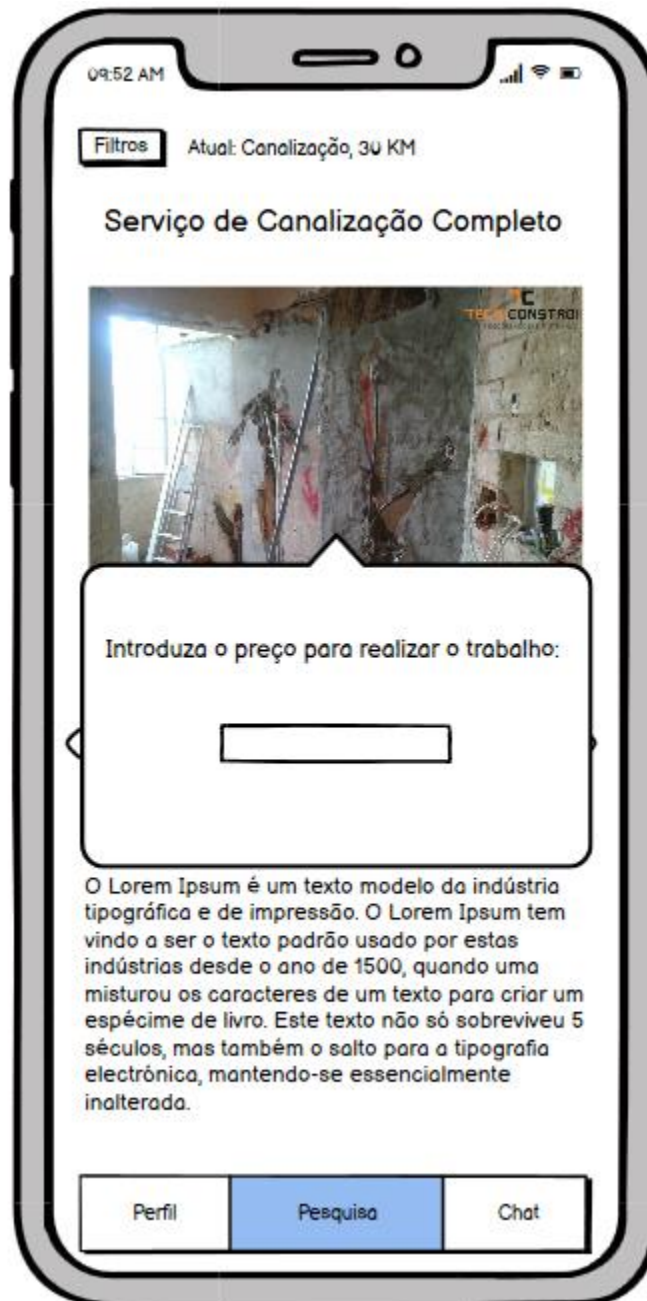 09:52 AM
Filtros
Atual: Canalização, 30 KM
Serviço de Canalização Completo
TC
CONSTROI
Introduza o preço para realizar o trabalho:
O Lorem Ipsum é um texto modelo da indústria
tipográfica e de impressão. O Lorem Ipsum tem
vindo a ser o texto padrão usado por estas
indústrias desde o ano de 1500, quando uma
misturou os caracteres de um texto para criar um
espécime de livro. Este texto não só sobreviveu 5
séculos, mas também o salto para a tipografia
electrónica, mantendo-se essencialmente
inalterada.
Perfil
Pesquisa
Chat